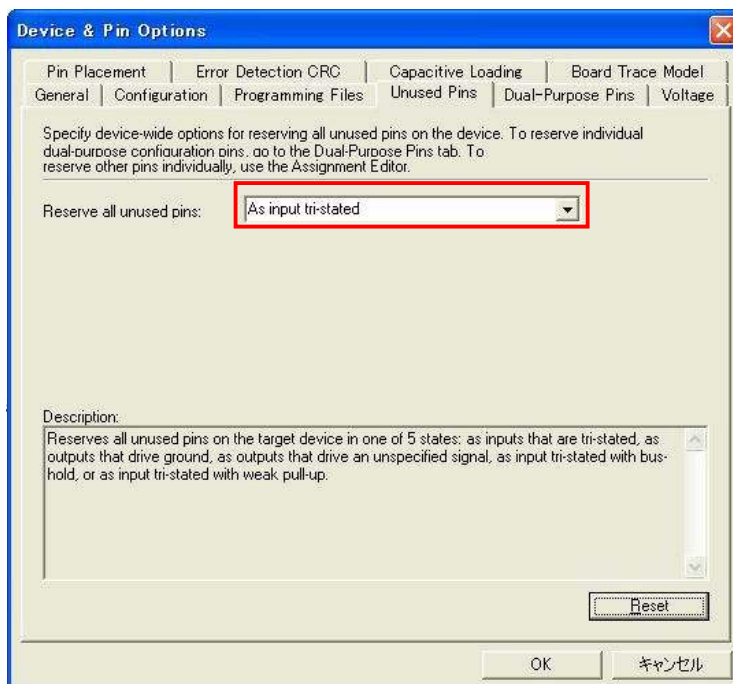 Device & Pin Options
Pin Placement
Error Detection CRC
Capacitive Loading
Board Trace Model
General
Configuration
Programming Files
Unused Pins
Dual-Purpose Pins
Voltage
Specify device-wide options for reserving all unused pins on the device. To reserve individual
dual-purpose configuration pins, go to the Dual-Purpose Pins tab. To
reserve other pins individually, use the Assignment Editor.
Reserve all unused pins:
As input tri-stated
Description:
Reserves all unused pins on the target device in one of 5 states: as inputs that are tri-stated, as
outputs that drive ground, as outputs that drive an unspecified signal, as input tri-stated with bus-
hold, or as input tri-stated with weak pull-up.
Reset
OK
キャンセル